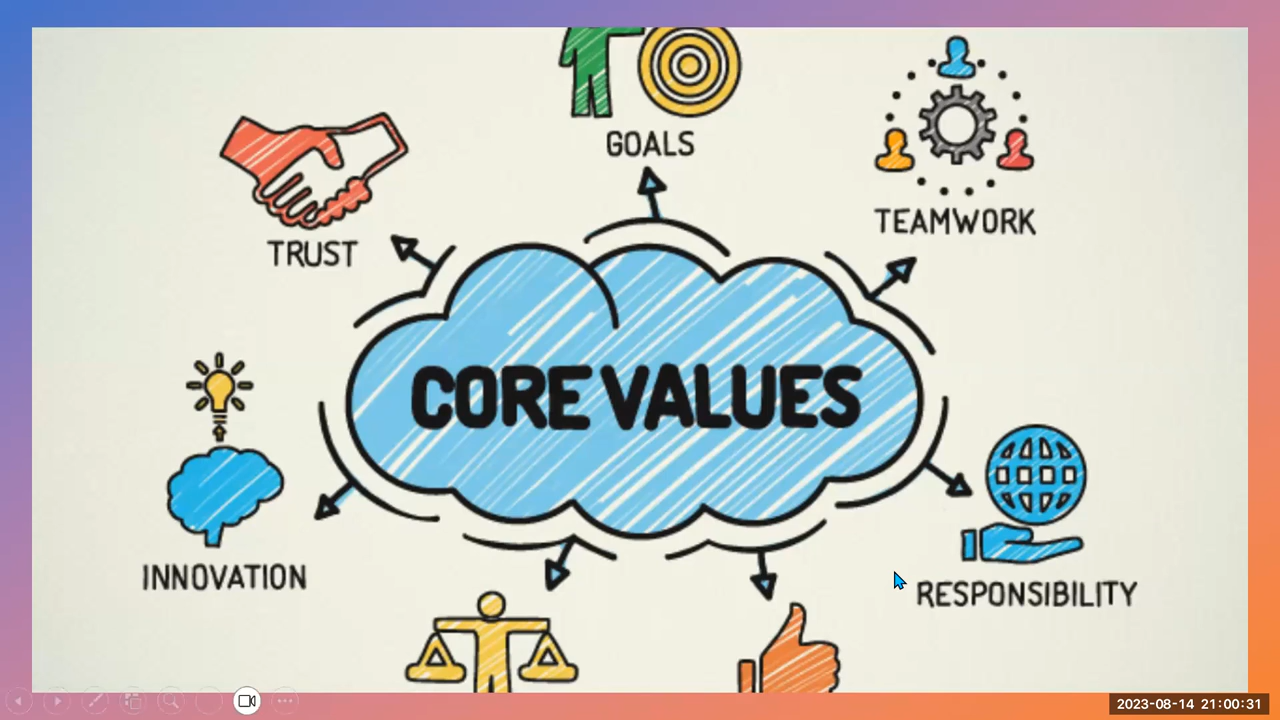 GOALS
TEAMWORK
TRUST
CORE VALUES
INNOVATION
RESPONSIBILITY
2023-08-14 21:00:31